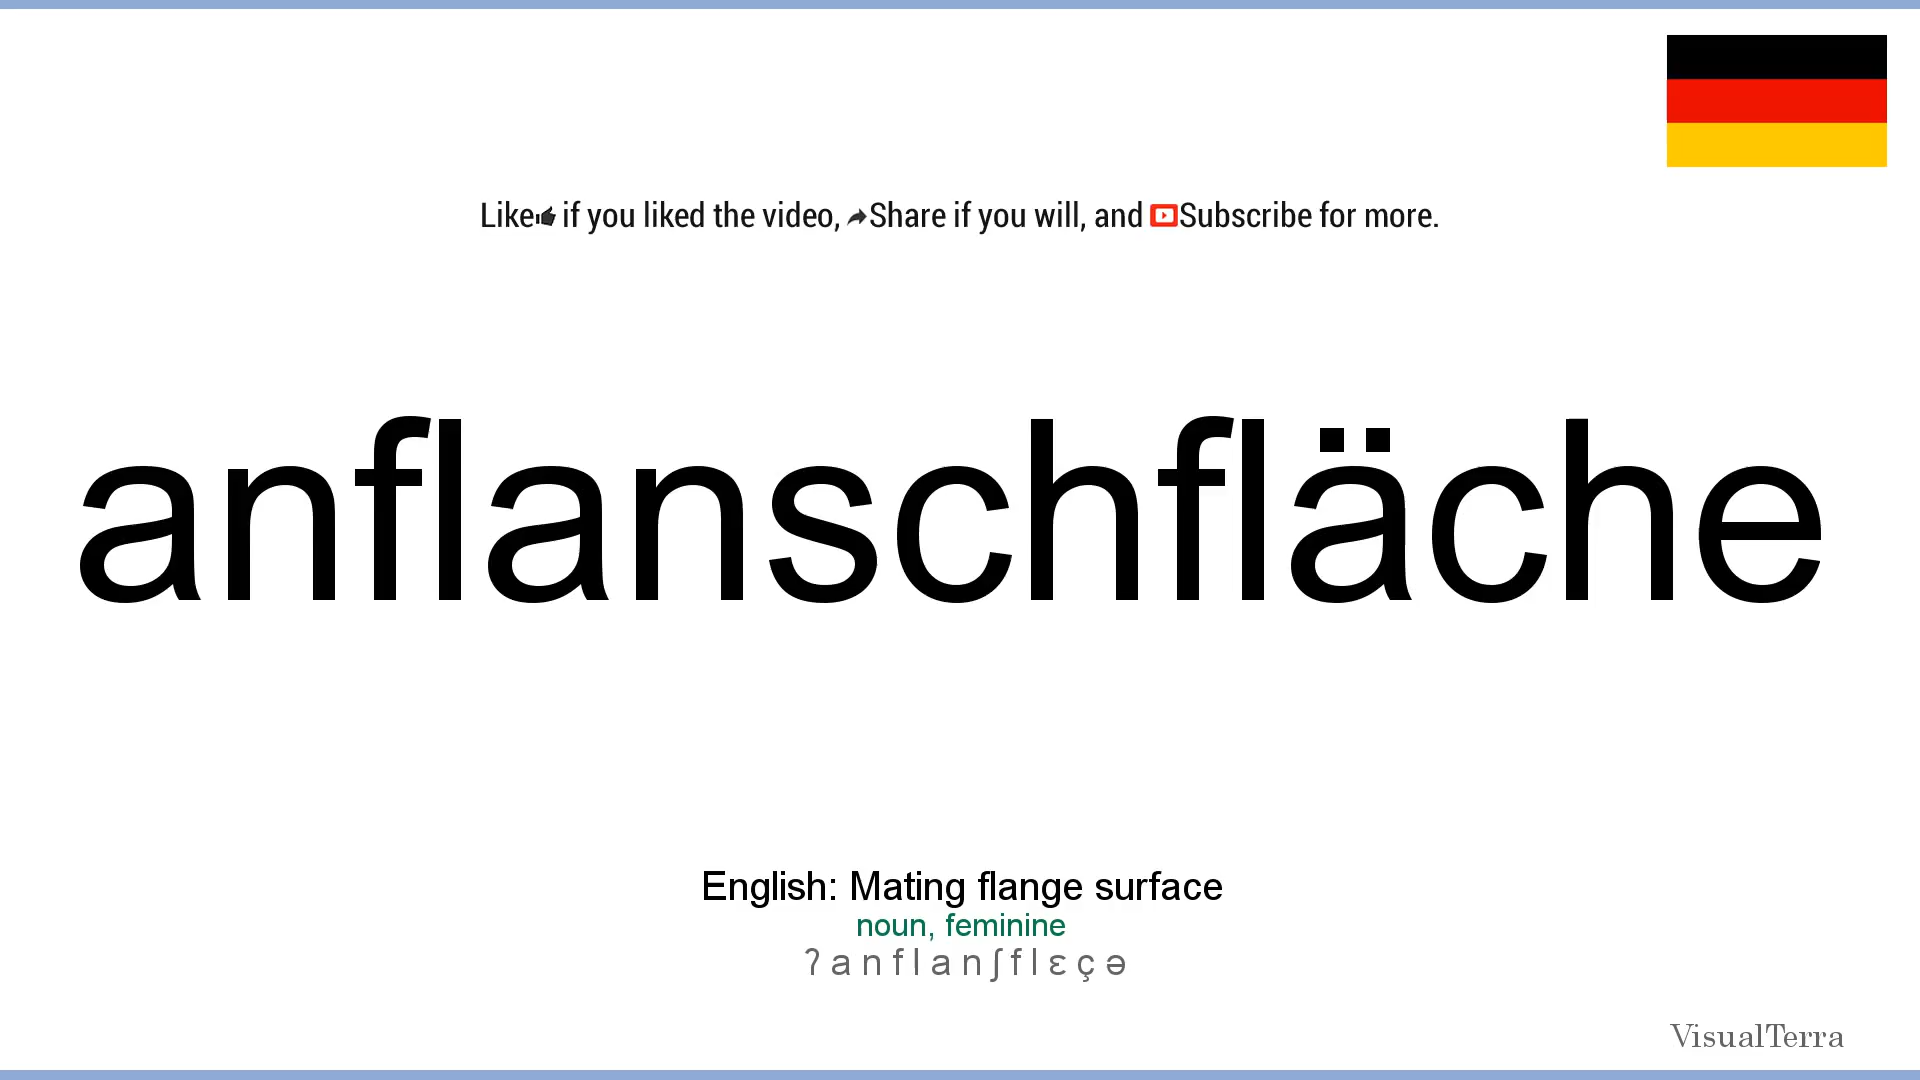 Like if you liked the video, Share if you will, and Subscribe for more.
anflanschfläche
English: Mating flange surface
noun, feminine
ʔ a n f l a n ʃ f l ɛ ç ə
VisualTerra